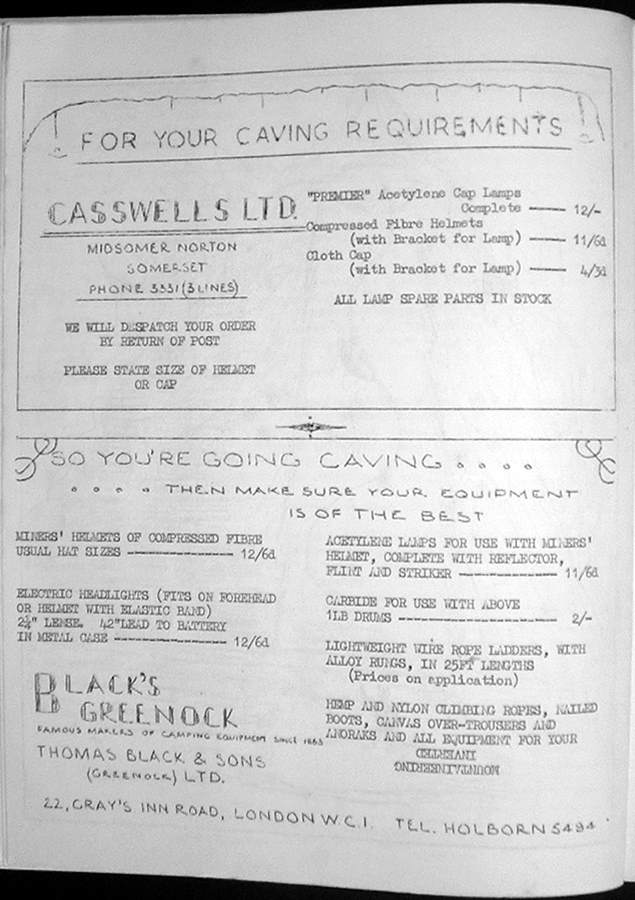 FOR YOUR CAVING REQUIREMENTS
CASSWELLS LTD.
MIDSOMER NORTON
SOMERSET
PHONE 3331 (3 LINES)
WE WILL DESPATCH YOUR ORDER
BY RETURN OF POST
PLEASE STATE SIZE OF HELMET
OR CAP
"PREMIER" Acetylene Cap Lamps
Complete ---- 12/-
Compressed Fibre Helmets
(with Bracket for Lamp) ---- 11/6d
Cloth Cap
(with Bracket for Lamp) ---- 4/3d
ALL LAMP SPARE PARTS IN STOCK
SO YOU'RE GOING CAVING . . . . .
. . . . . THEN MAKE SURE YOUR EQUIPMENT
IS OF THE BEST
MINERS' HELMETS OF COMPRESSED FIBRE
USUAL HAT SIZES --------------- 12/6d
ELECTRIC HEADLIGHTS (FITS ON FOREHEAD
OR HELMET WITH ELASTIC BAND)
2¼" LENSE. 42"LEAD TO BATTERY
IN METAL CASE ---------------- 12/6d
BLACK'S
GREENOCK
FAMOUS MAKERS OF CAMPING EQUIPMENT SINCE 1863
THOMAS BLACK & SONS
(GREENOCK) LTD.
ACETYLENE LAMPS FOR USE WITH MINERS'
HELMET, COMPLETE WITH REFLECTOR,
FLINT AND STRIKER -------------- 11/6d
CARBIDE FOR USE WITH ABOVE
1LB DRUMS ---------------------- 2/-
LIGHTWEIGHT WIRE ROPE LADDERS, WITH
ALLOY RUNGS, IN 25FT LENGTHS
(Prices on application)
HEMP AND NYLON CLIMBING ROPES, NAILED
BOOTS, CANVAS OVER-TROUSERS AND
ANORAKS AND ALL EQUIPMENT FOR YOUR
INVERTED
MOUNTAINEERING
22, GRAY'S INN ROAD, LONDON W.C.1. TEL. HOLBORN 5494